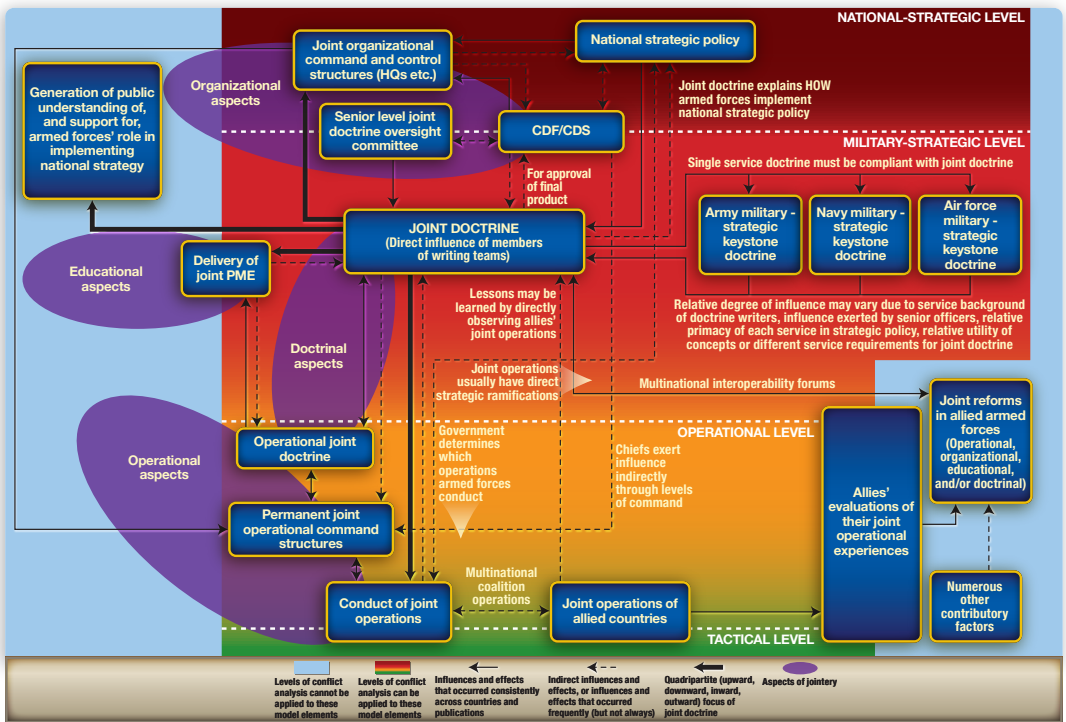 NATIONAL-STRATEGIC LEVEL
Joint organizational
command and control
structures (HQs etc.)
National strategic policy
Organizational
aspects
Generation of public
understanding of,
and support for,
armed forces' role in
implementing
national strategy
Joint doctrine explains HOW
armed forces implement
national strategic policy
Senior level joint
doctrine oversight
committee
CDF/CDS
MILITARY-STRATEGIC LEVEL
Single service doctrine must be compliant with joint doctrine
For approval
of final
product
JOINT DOCTRINE
(Direct influence of members
of writing teams)
Army military -
strategic
keystone
doctrine
Navy military -
strategic
keystone
doctrine
Air force
military -
strategic
keystone
doctrine
Delivery of
joint PME
Educational
aspects
Lessons may be
learned by directly
observing allies'
joint operations
Relative degree of influence may vary due to service background
of doctrine writers, influence exerted by senior officers, relative
primacy of each service in strategic policy, relative utility of
concepts or different service requirements for joint doctrine
Doctrinal
aspects
Joint operations
usually have direct
strategic ramifications
Multinational interoperability forums
Joint reforms
in allied armed
forces
(Operational,
organizational,
educational,
and/or doctrinal)
OPERATIONAL LEVEL
Operational joint
doctrine
Government
determines
which
operations
armed forces
conduct
Chiefs exert
influence
indirectly
through levels
of command
Operational
aspects
Allies'
evaluations of
their joint
operational
experiences
Permanent joint
operational command
structures
Multinational
coalition
operations
Conduct of joint
operations
Joint operations of
allied countries
Numerous
other
contributory
factors
TACTICAL LEVEL
Levels of conflict
analysis cannot be
applied to these
model elements
Levels of conflict
analysis can be
applied to these
model elements
Influences and effects
that occurred consistently
across countries and
publications
Indirect influences and
effects, or influences and
effects that occurred
frequently (but not always)
Quadripartite (upward,
downward, inward,
outward) focus of
joint doctrine
Aspects of jointery